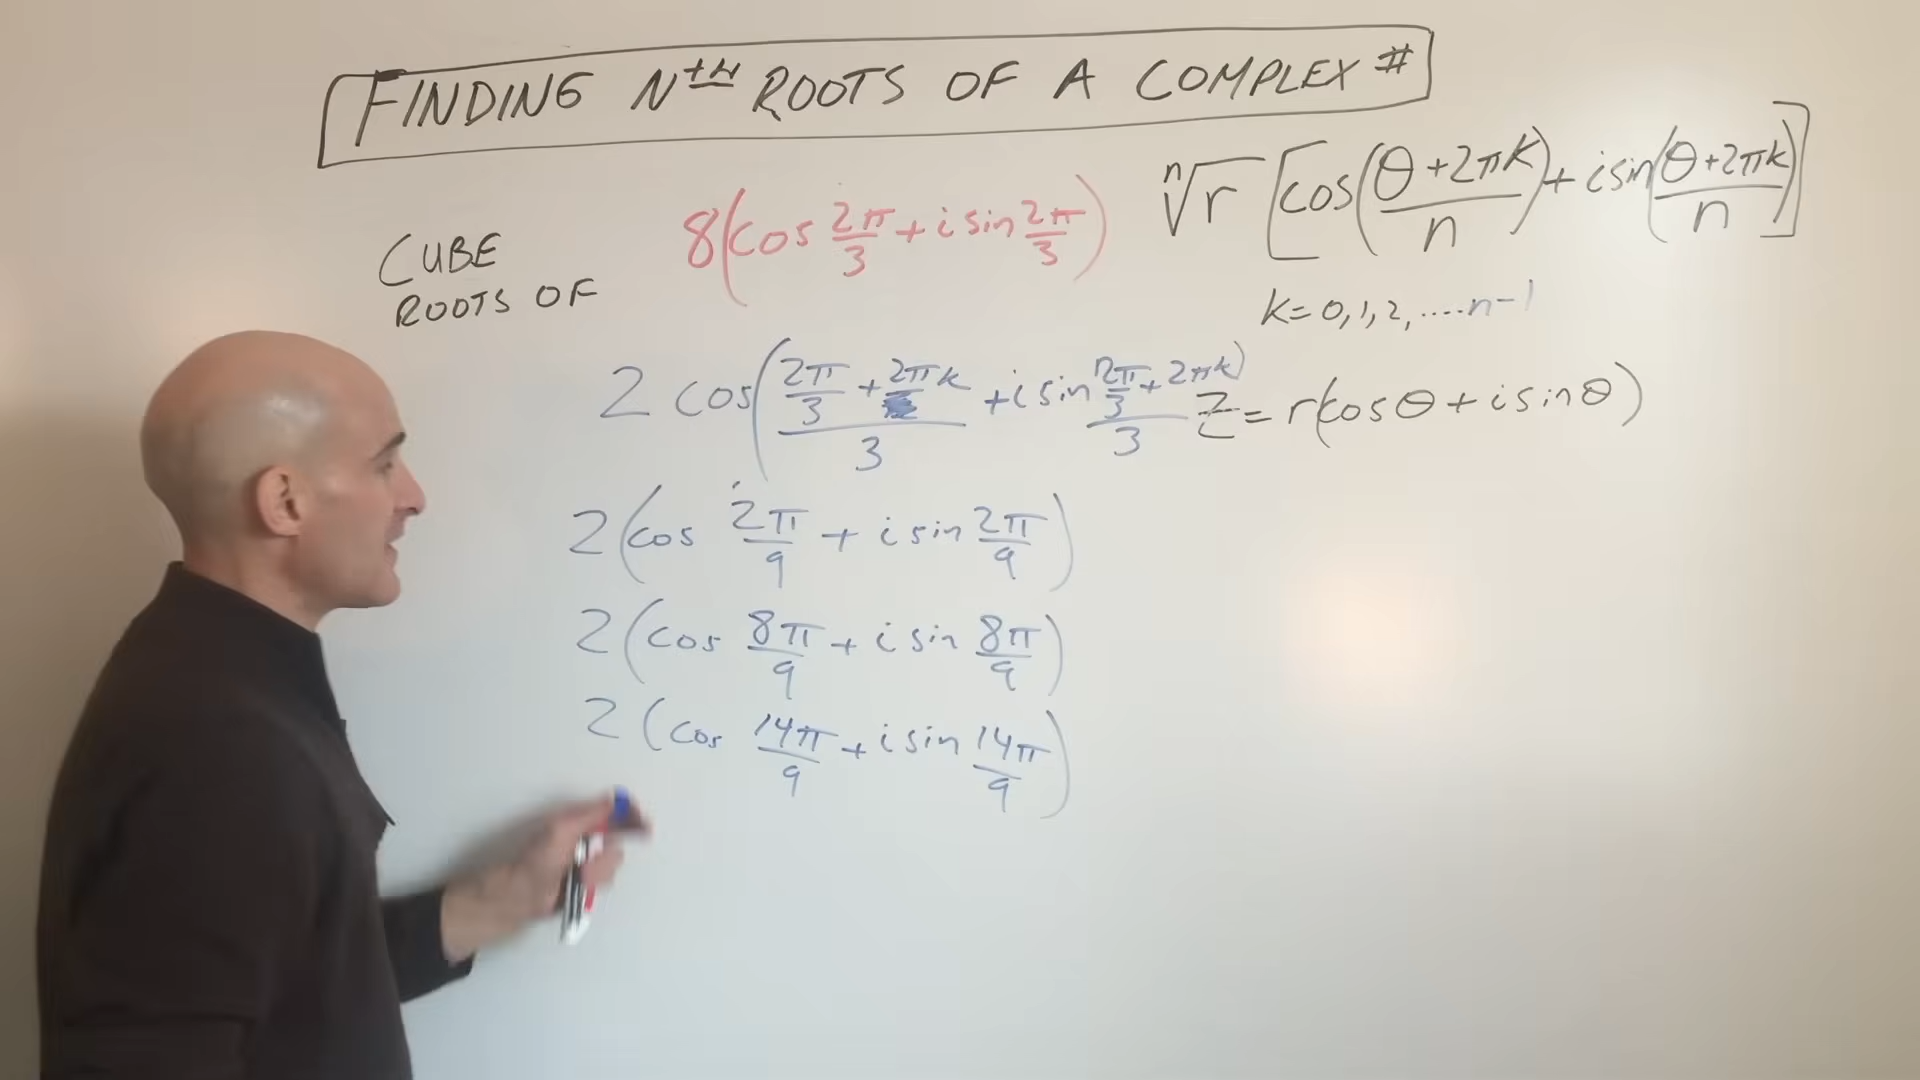 FINDING Nᵗʰ ROOTS OF A COMPLEX #
ⁿ√r [cos((θ+2πk)/n) + i sin((θ+2πk)/n)]
8(cos 2π/3 + i sin 2π/3)
CUBE
ROOTS OF
k=0,1,2,....n-1
2 cos((2π/3 + 2πk)/3 + i sin (2π/3 + 2πk)/3
Z = r(cosθ + i sinθ)
2(cos 2π/9 + i sin 2π/9)
2(cos 8π/9 + i sin 8π/9)
2(cos 14π/9 + i sin 14π/9)